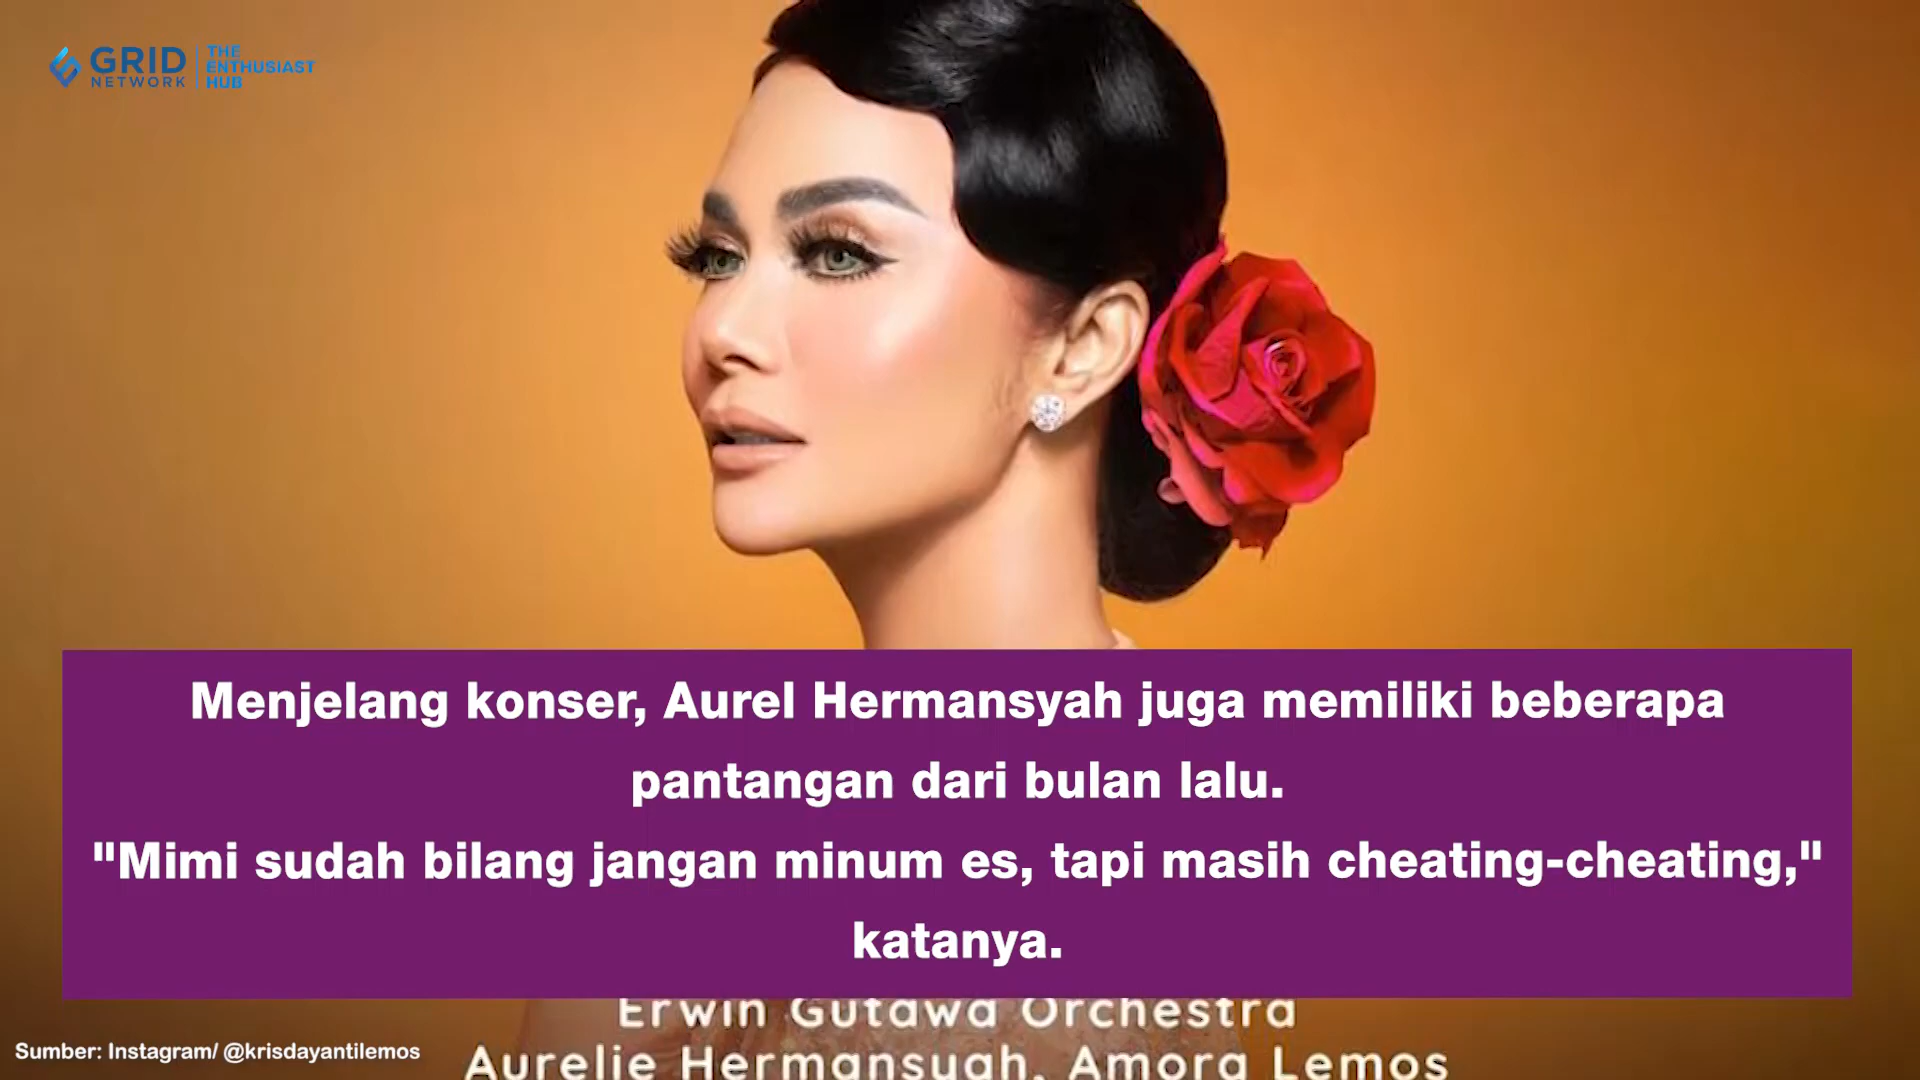 GRID
NETWORK
THE
ENTHUSIAST
HUB
Menjelang konser, Aurel Hermansyah juga memiliki beberapa
pantangan dari bulan lalu.
"Mimi sudah bilang jangan minum es, tapi masih cheating-cheating,"
katanya.
Erwin Gutawa Orchestra
Sumber: Instagram/ @krisdayantilemos
Aurelie Hermansyah, Amora Lemos